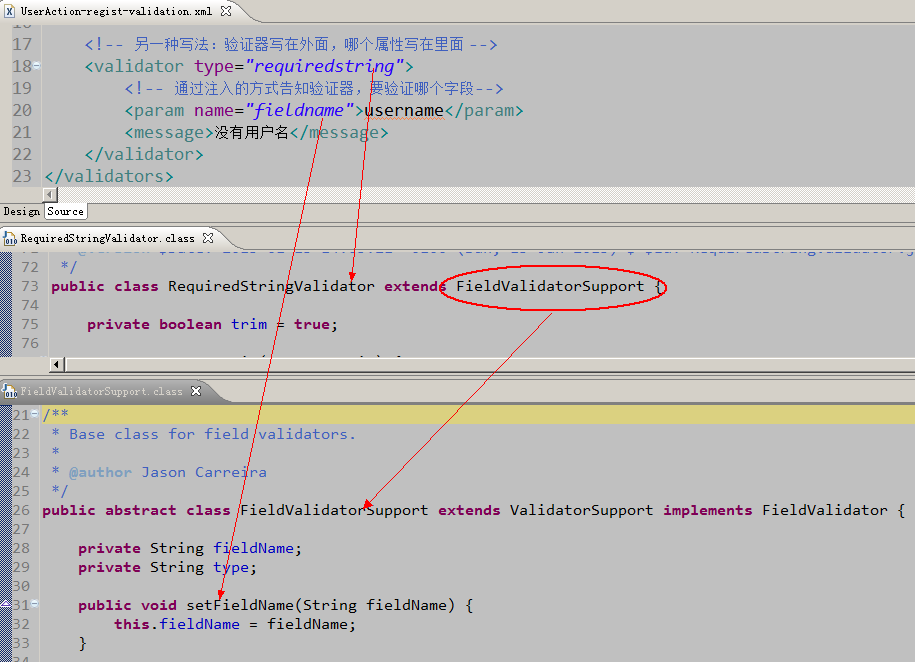 UserAction-regist-validation.xml
17 <!-- 另一种写法：验证器写在外面，哪个属性写在里面 -->
18 <validator type="requiredstring">
19 <!-- 通过注入的方式告知验证器，要验证哪个字段-->
20 <param name="fieldname">username</param>
21 <message>没有用户名</message>
22 </validator>
23 </validators>
Design Source
RequiredStringValidator.class
72 */
73 public class RequiredStringValidator extends FieldValidatorSupport {
74
75 private boolean trim = true;
76
FieldValidatorSupport.class
21 /**
22 * Base class for field validators.
23 *
24 * @author Jason Carreira
25 */
26 public abstract class FieldValidatorSupport extends ValidatorSupport implements FieldValidator {
27
28 private String fieldName;
29 private String type;
30
31 public void setFieldName(String fieldName) {
32 this.fieldName = fieldName;
33 }